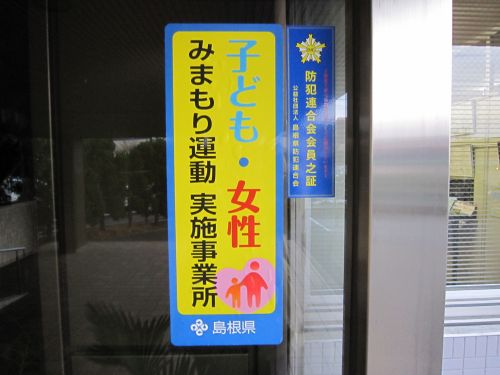 子ども・女性
みまもり運動 実施事業所
島根県
防犯連合会会員之証
公益社団法人 島根県防犯連合会